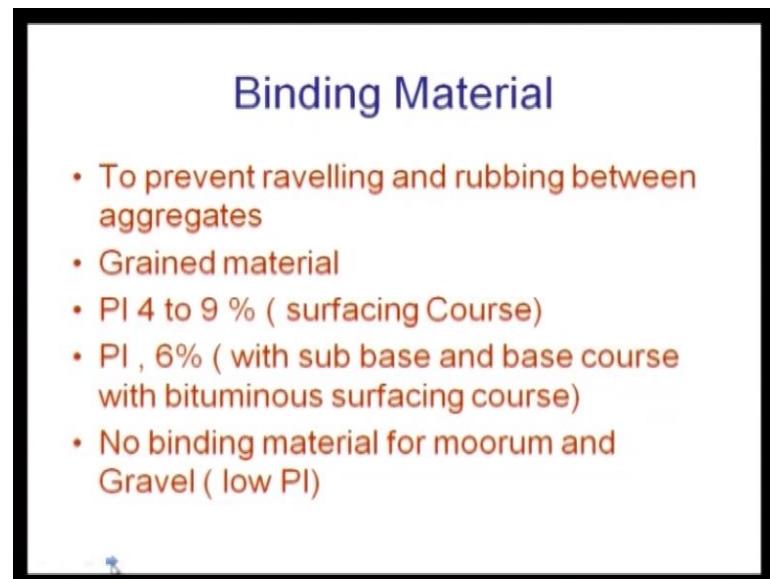 Binding Material
• To prevent ravelling and rubbing between
aggregates
• Grained material
• PI 4 to 9 % ( surfacing Course)
• PI , 6% ( with sub base and base course
with bituminous surfacing course)
• No binding material for moorum and
Gravel ( low PI)